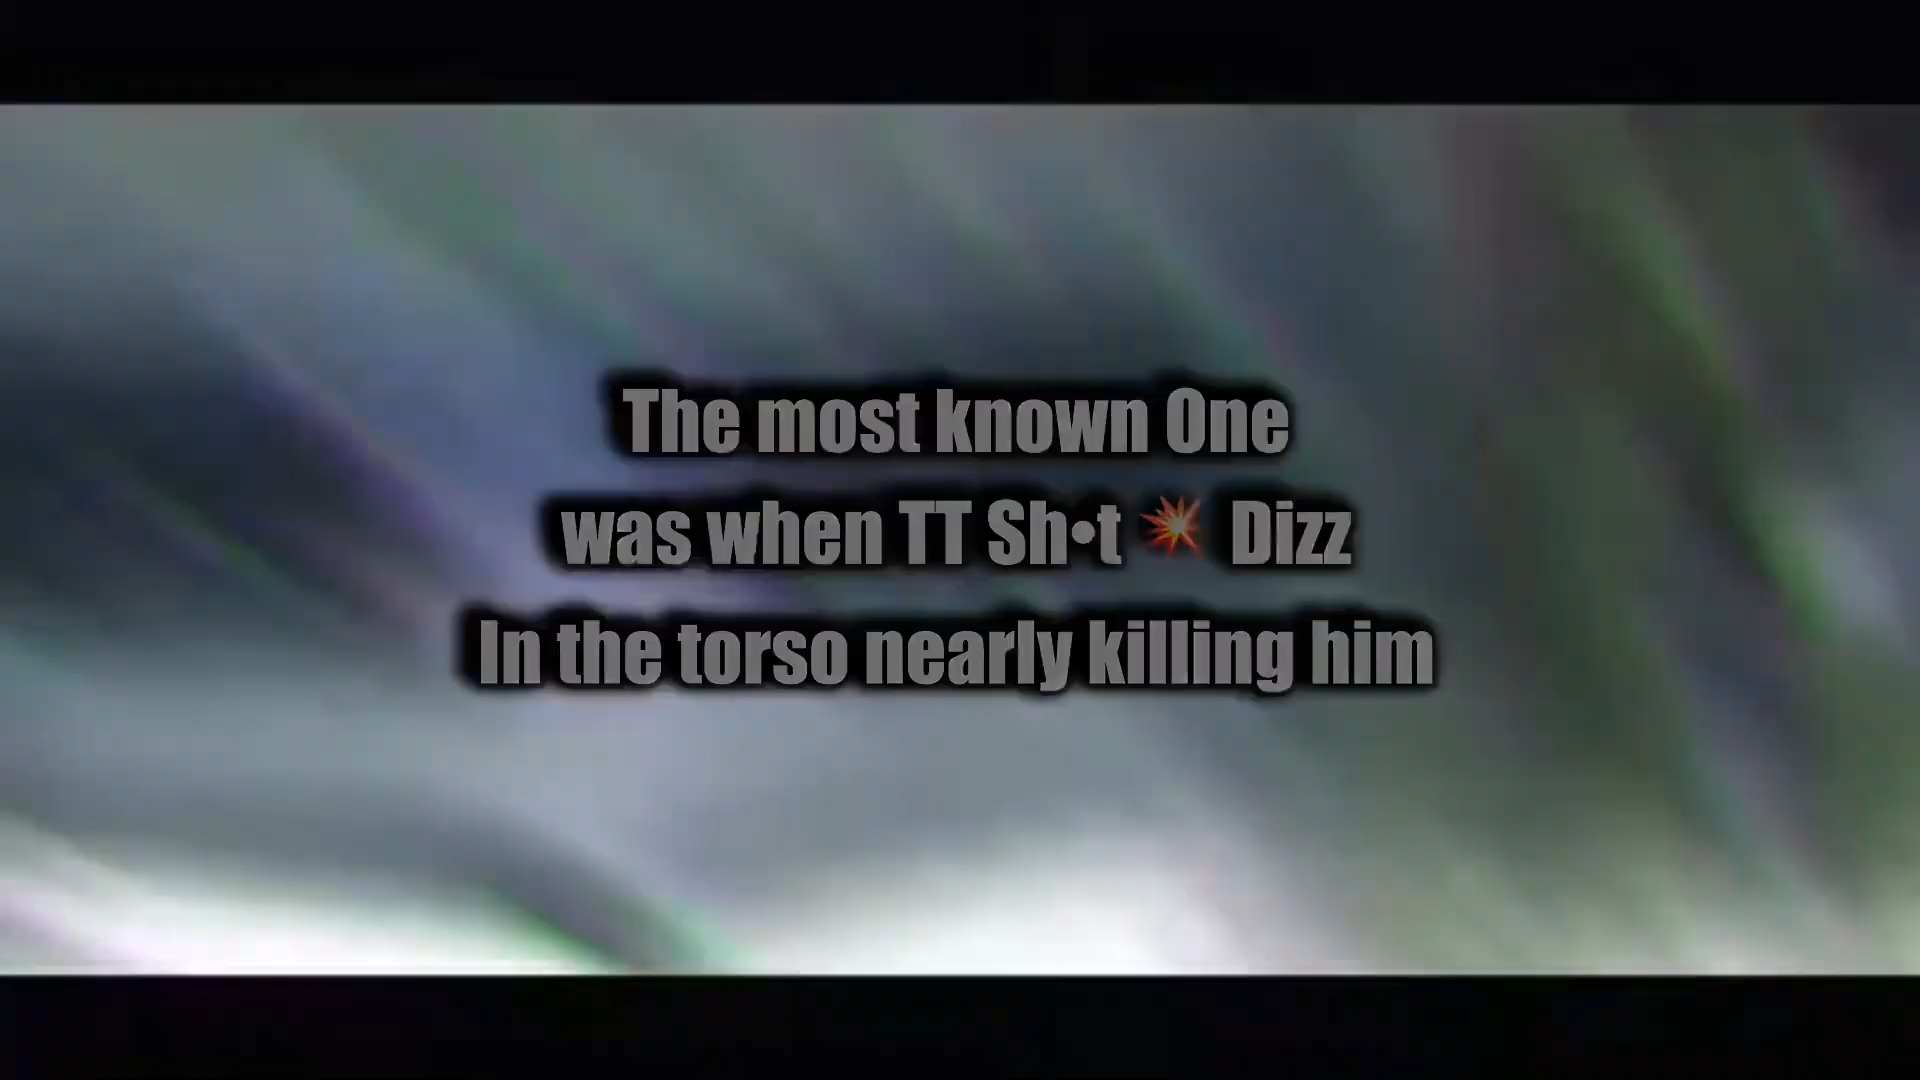 The most known One
was when TT Sh•t 💥 Dizz
In the torso nearly killing him